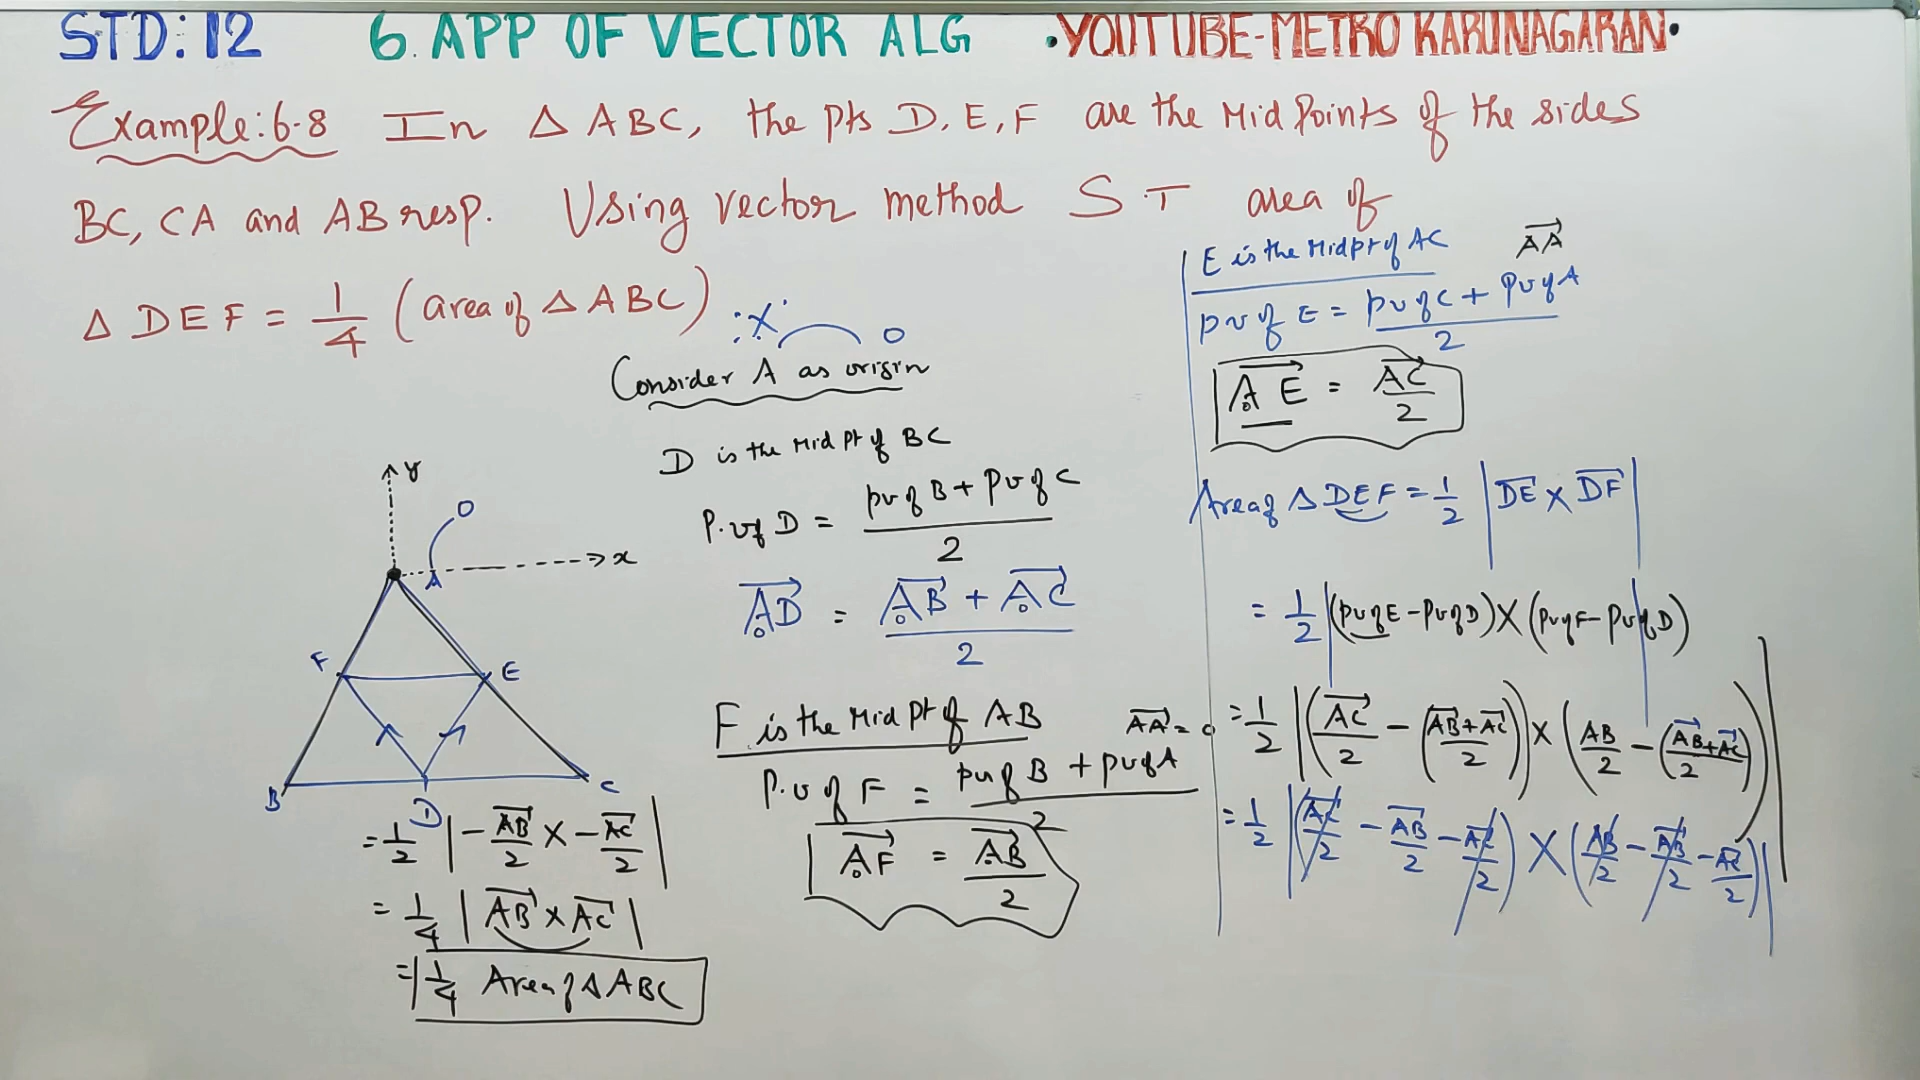 STD: 12 6. APP OF VECTOR ALG •YOUTUBE-METRO KARUNAGARAN•
Example: 6.8 In Δ ABC, the pts D, E, F are the Mid Points of the sides
BC, CA and AB resp. Using vector method S.T area of
Δ DEF = 1/4 (area of Δ ABC)
O
Consider A as origin
y
O
x
A
F
E
B
D
C
D is the Mid Pt of BC
P.v of D = (pv of B + pv of C)/2
AD = (AB + AC)/2
F is the Mid Pt of AB
AA = 0
P.v of F = (pv of B + pv of A)/2
AF = AB/2
E is the Midpt of AC AA
pv of E = (pv of C + pv of A)/2
AE = AC/2
Area of Δ DEF = 1/2 |DE × DF|
= 1/2 |(pv of E - pv of D) × (pv of F - pv of D)|
= 1/2 |(AC/2 - (AB + AC)/2) × (AB/2 - (AB + AC)/2)|
= 1/2 |(AC/2 - AB/2 - AC/2) × (AB/2 - AB/2 - AC/2)|
= 1/2 |- AB/2 × - AC/2|
= 1/4 |AB × AC|
= 1/4 Area of Δ ABC